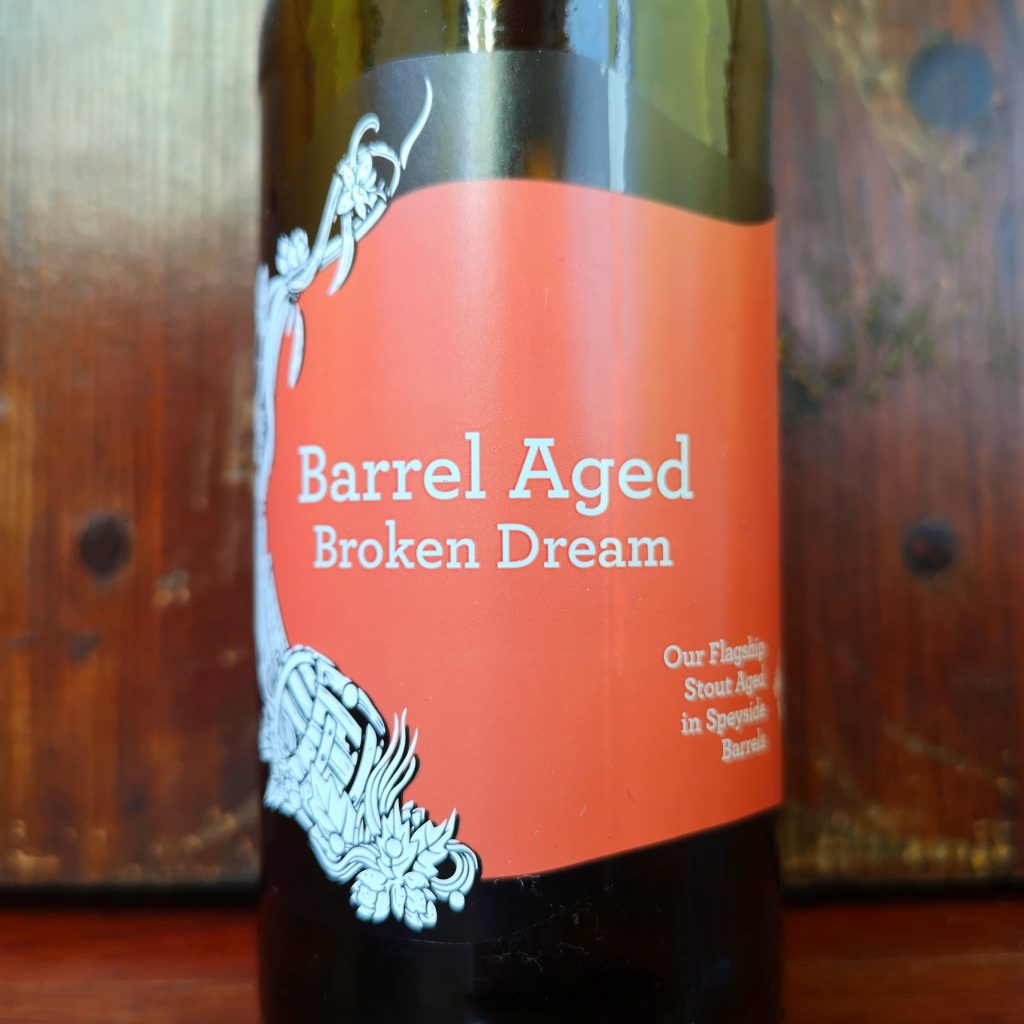 Barrel Aged
Broken Dream
Our Flagship
Stout Aged
in Speyside
Barrels